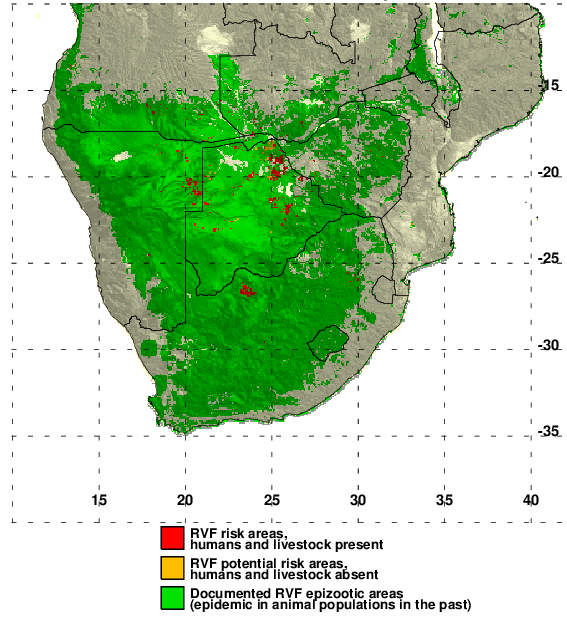 -15
-20
-25
-30
-35
15 20 25 30 35 40
RVF risk areas,
humans and livestock present
RVF potential risk areas,
humans and livestock absent
Documented RVF epizootic areas
(epidemic in animal populations in the past)